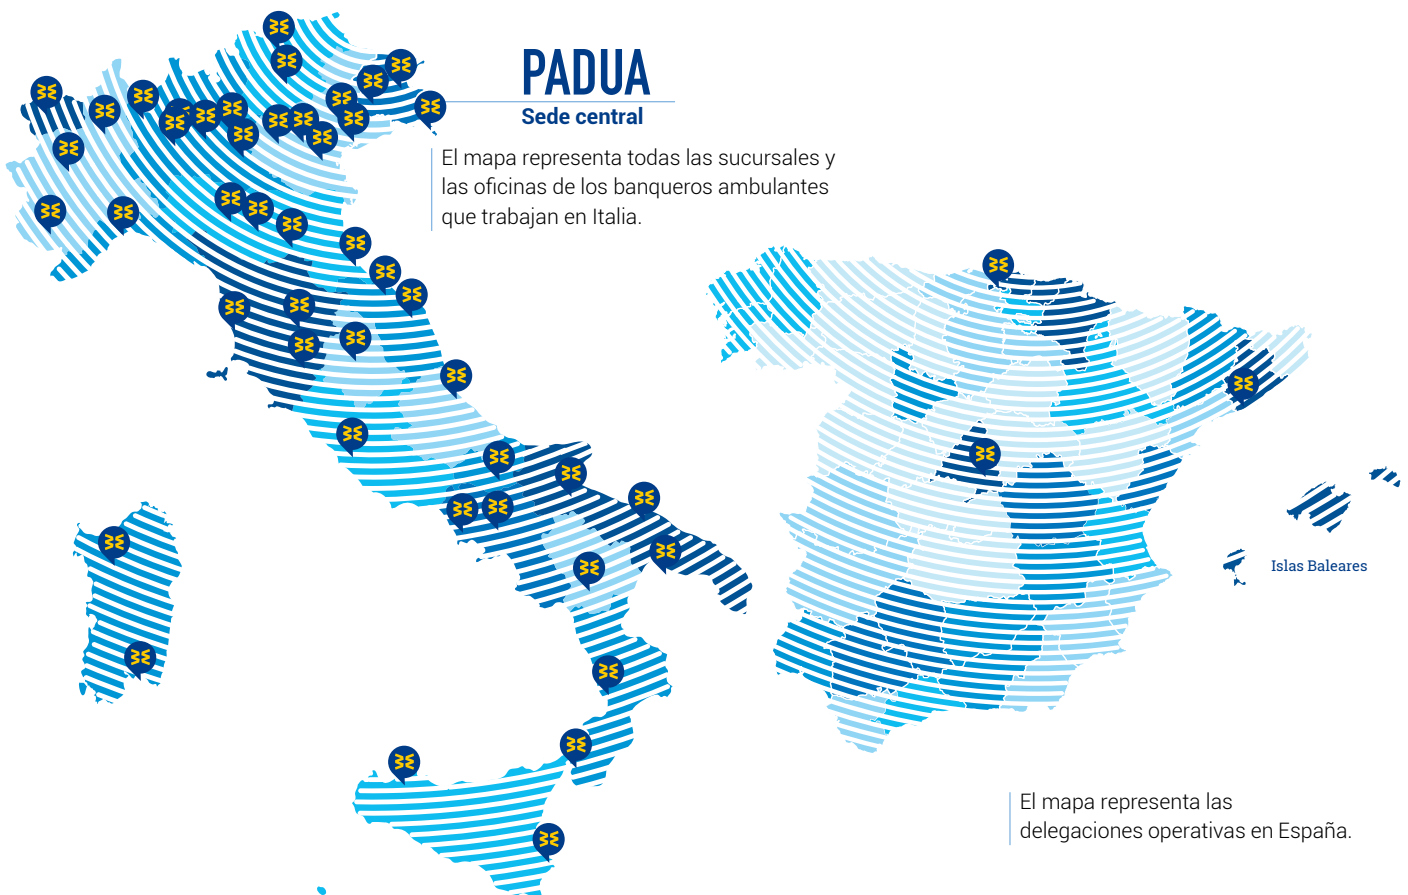 PADUA
Sede central
El mapa representa todas las sucursales y
las oficinas de los banqueros ambulantes
que trabajan en Italia.
Islas Baleares
El mapa representa las
delegaciones operativas en España.